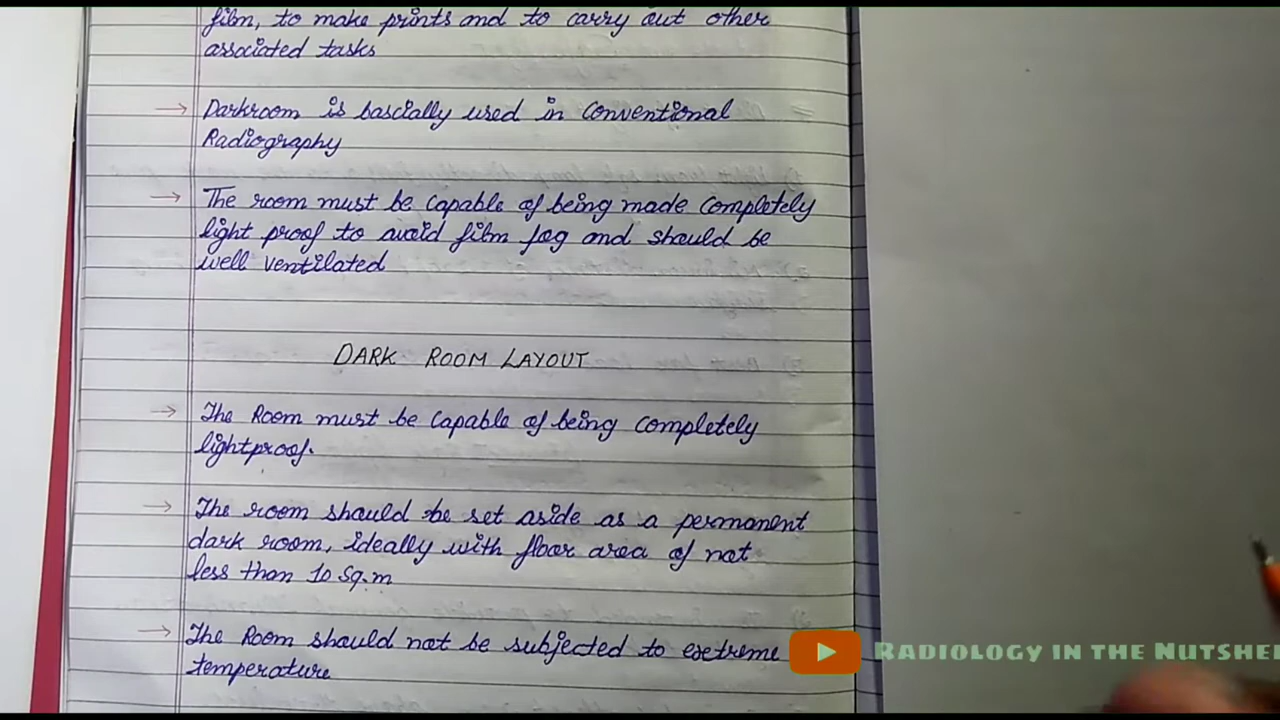 film, to make prints and to carry out other
associated tasks
→ Darkroom is bascially used in Conventional
Radiography
→ The room must be capable of being made completely
light proof to avoid film fog and should be
well ventilated
DARK ROOM LAYOUT
→ The Room must be capable of being completely
lightproof.
→ The room should be set aside as a permanent
dark room, ideally with floor area of not
less than 10 Sq.m
→ The Room should not be subjected to exetreme
temperature
RADIOLOGY IN THE NUTSHEL